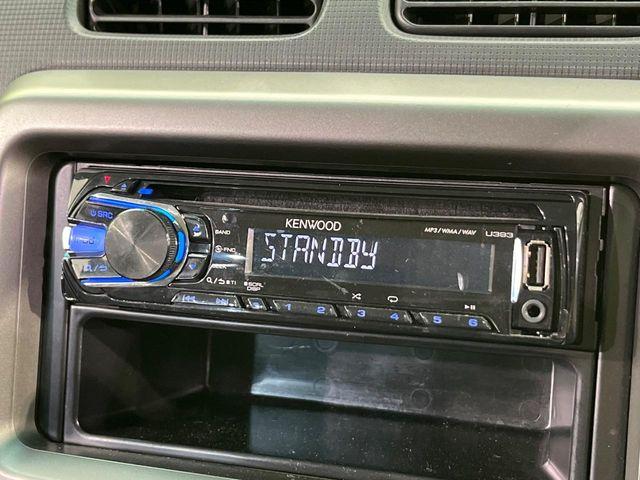 SRC
BAND
KENWOOD
MP3/WMA/WAV U383
STANDBY
SCRL
DISP
1 2 3 4 5 6